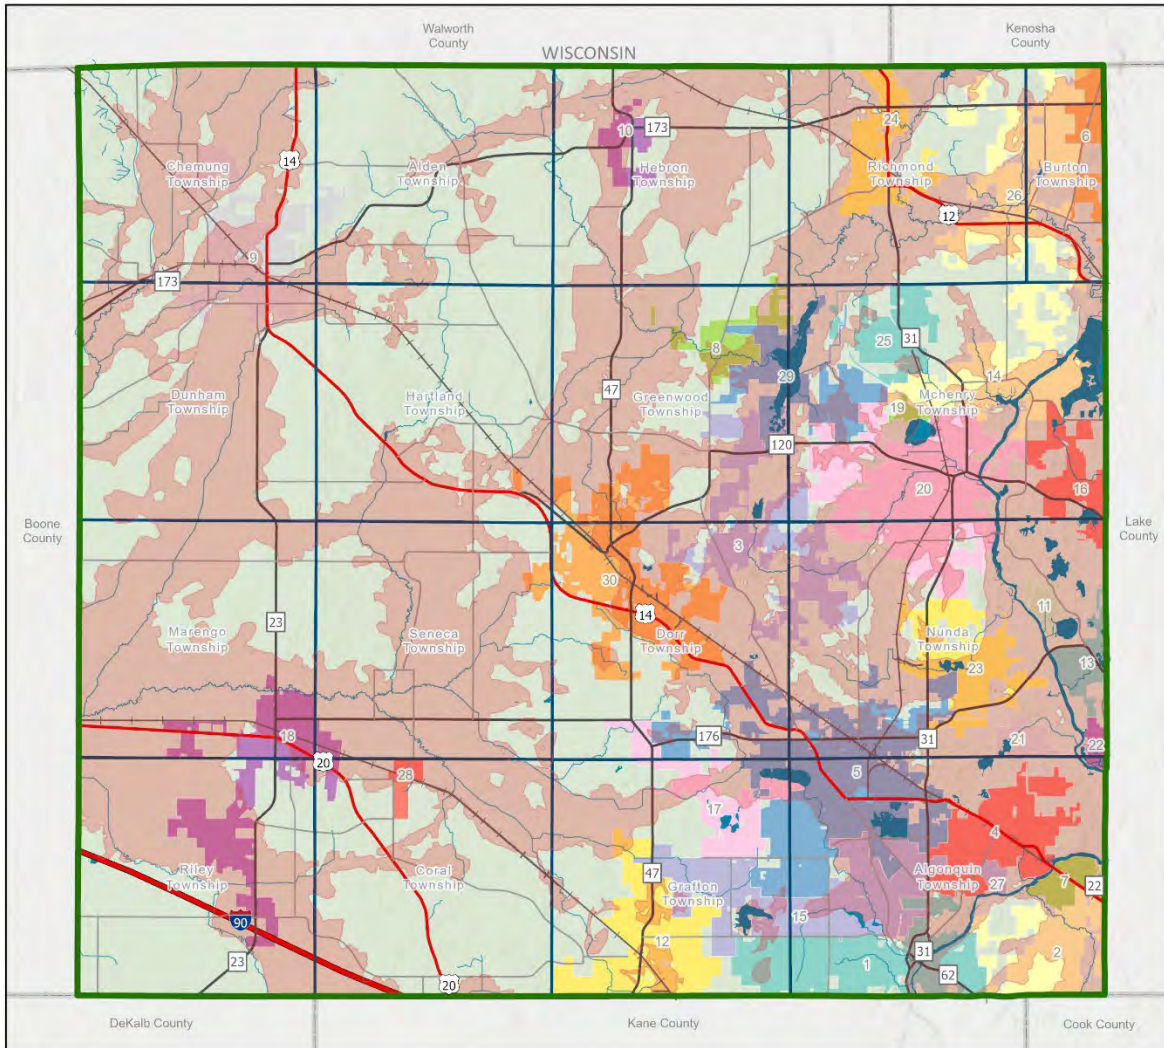 Walworth
County
Kenosha
County
WISCONSIN
24
173
10
6
14
Chemung
Township
Alden
Township
Hebron
Township
Richmond
Township
Burton
Township
26
12
9
173
31
25
8
14
29
47
Dunham
Township
Hartland
Township
Greenwood
Township
Mchenry
Township
19
120
20
16
Boone
County
Lake
County
3
30
11
14
23
Marengo
Township
Seneca
Township
Dorr
Township
Nunda
Township
23
13
18
176
31
21
22
20
28
5
17
4
Riley
Township
Coral
Township
47
Grafton
Township
Algonquin
Township
27
7
22
90
15
12
31
2
23
1
62
20
DeKalb County
Kane County
Cook County